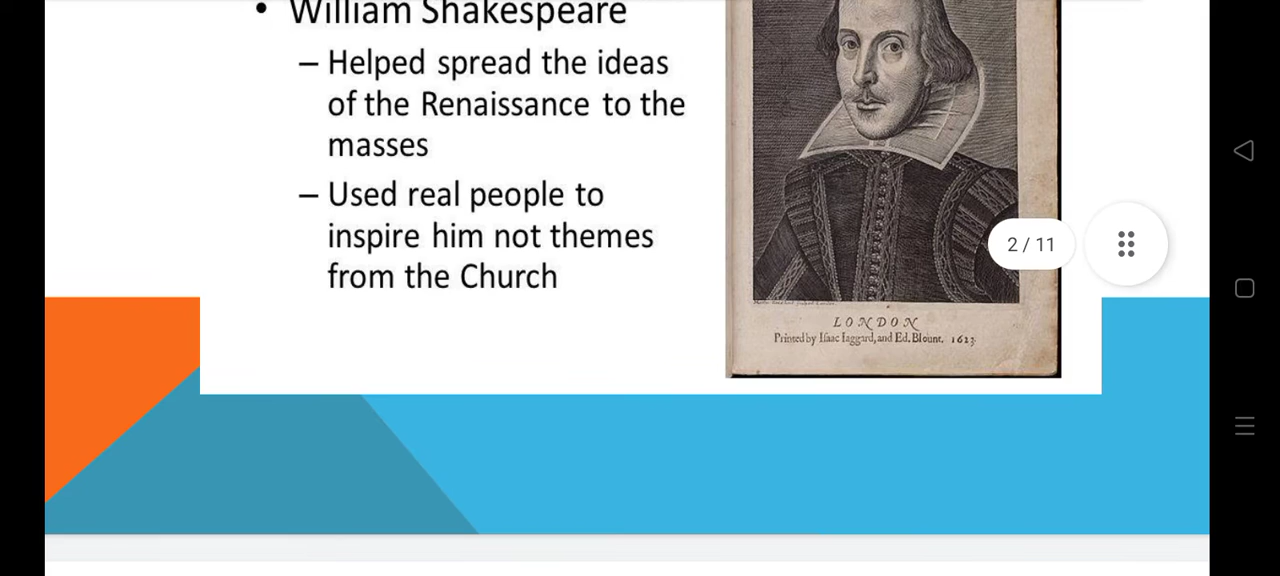 • William Shakespeare
– Helped spread the ideas
of the Renaissance to the
masses
– Used real people to
inspire him not themes
from the Church
LONDON
Printed by Isaac Iaggard, and Ed. Blount. 1623.
2 / 11